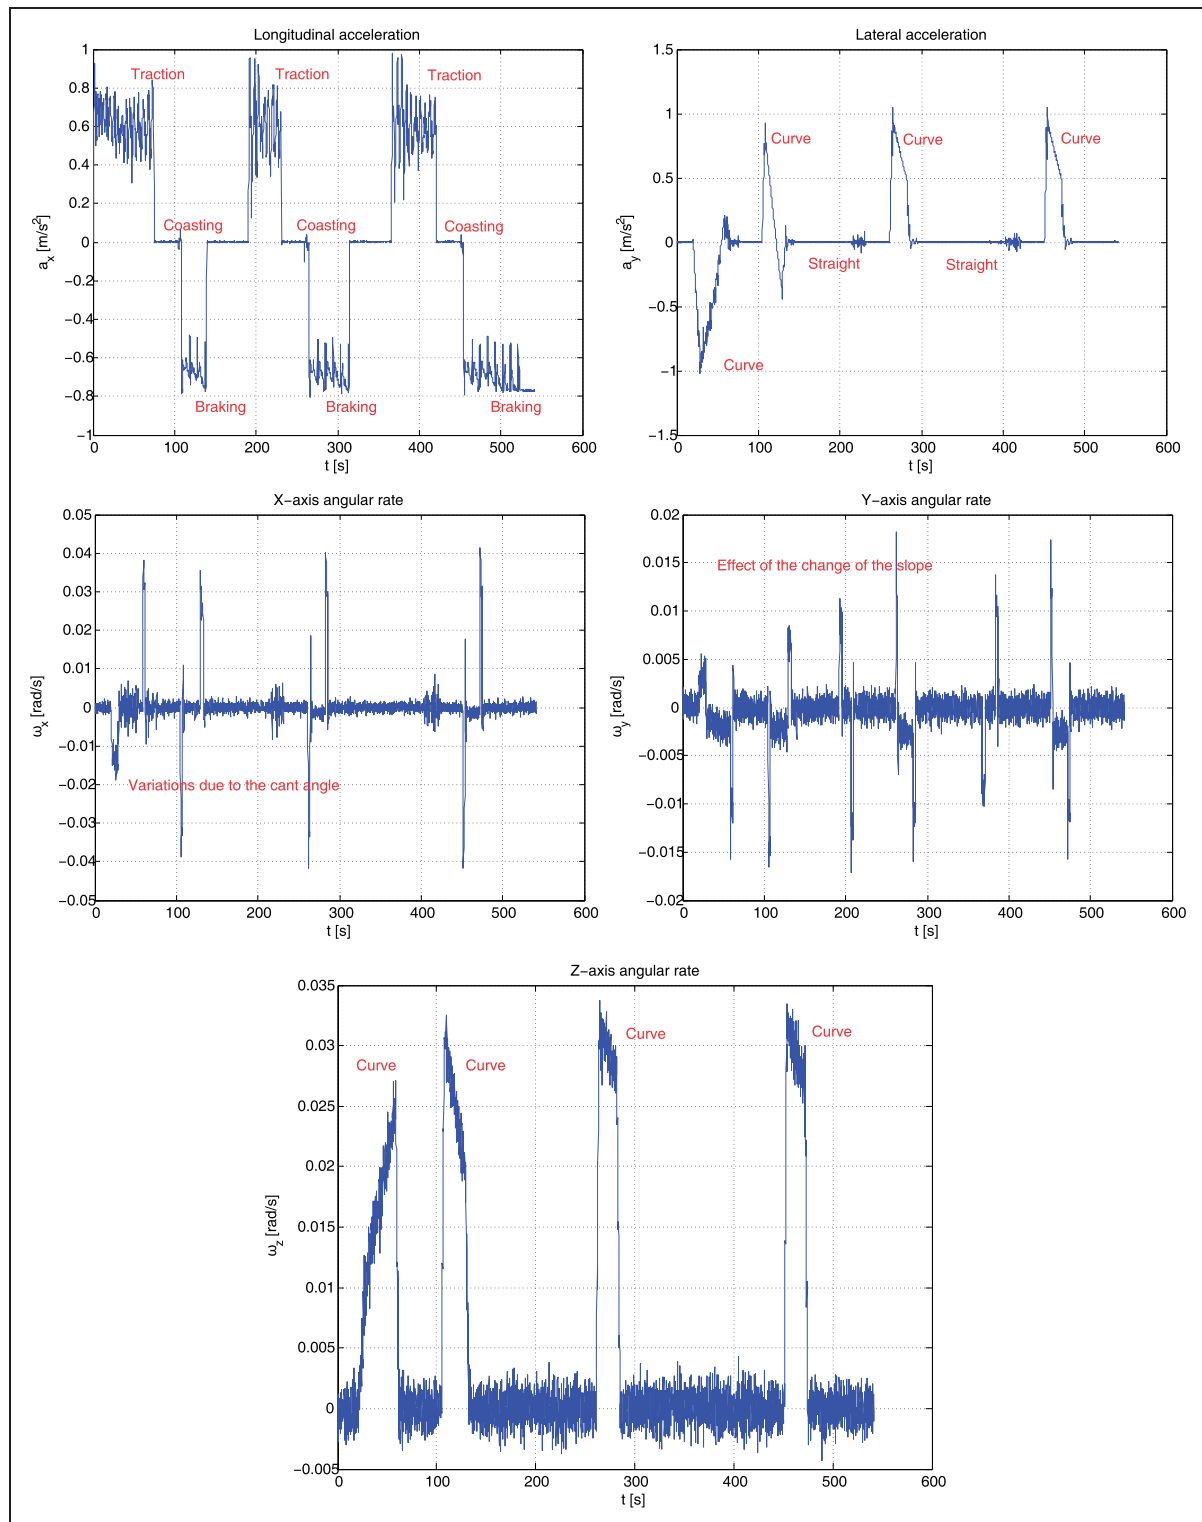 Longitudinal acceleration
1
0.8
0.6
0.4
0.2
0
−0.2
−0.4
−0.6
−0.8
−1
a_x [m/s²]
Traction
Traction
Traction
Coasting
Coasting
Coasting
Braking
Braking
Braking
0 100 200 300 400 500 600
t [s]
Lateral acceleration
1.5
1
0.5
0
−0.5
−1
−1.5
a_y [m/s²]
Curve
Curve
Curve
Straight
Straight
Curve
0 100 200 300 400 500 600
t [s]
X−axis angular rate
0.05
0.04
0.03
0.02
0.01
0
−0.01
−0.02
−0.03
−0.04
−0.05
ω_x [rad/s]
Variations due to the cant angle
0 100 200 300 400 500 600
t [s]
Y−axis angular rate
0.02
0.015
0.01
0.005
0
−0.005
−0.01
−0.015
−0.02
ω_y [rad/s]
Effect of the change of the slope
0 100 200 300 400 500 600
t [s]
Z−axis angular rate
0.035
0.03
0.025
0.02
0.015
0.01
0.005
0
−0.005
ω_z [rad/s]
Curve
Curve
Curve
Curve
0 100 200 300 400 500 600
t [s]